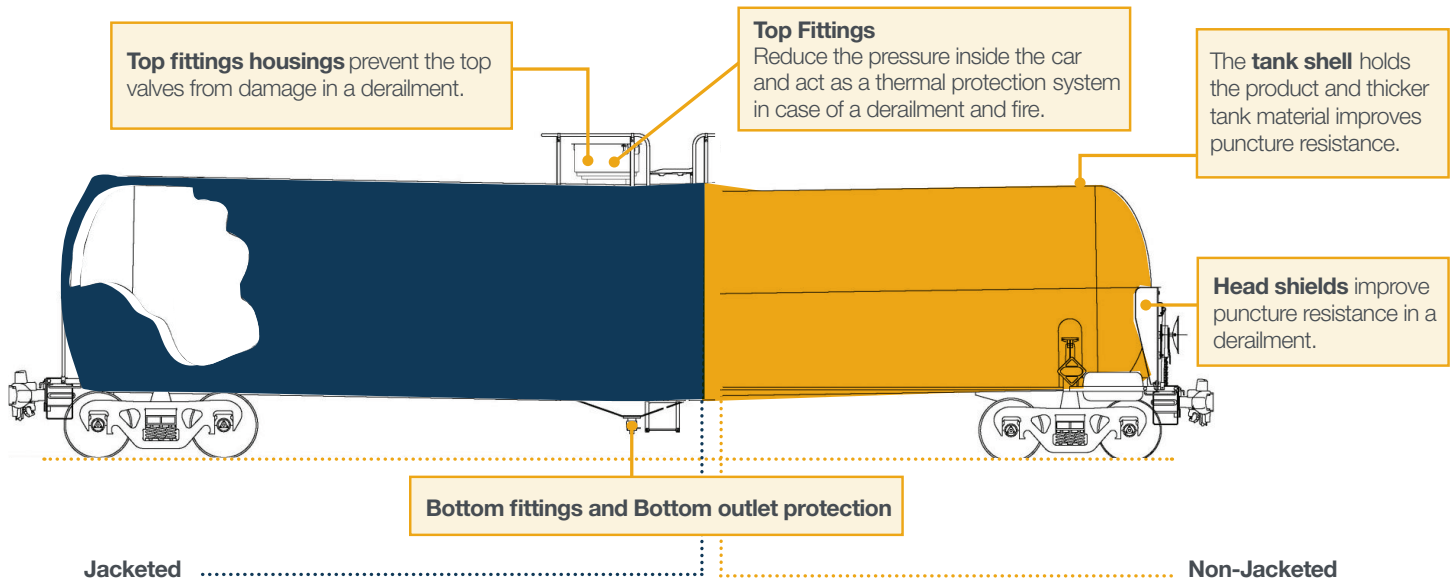 Top fittings housings prevent the top
valves from damage in a derailment.
Top Fittings
Reduce the pressure inside the car
and act as a thermal protection system
in case of a derailment and fire.
The tank shell holds
the product and thicker
tank material improves
puncture resistance.
Head shields improve
puncture resistance in a
derailment.
Bottom fittings and Bottom outlet protection
Jacketed
Non-Jacketed